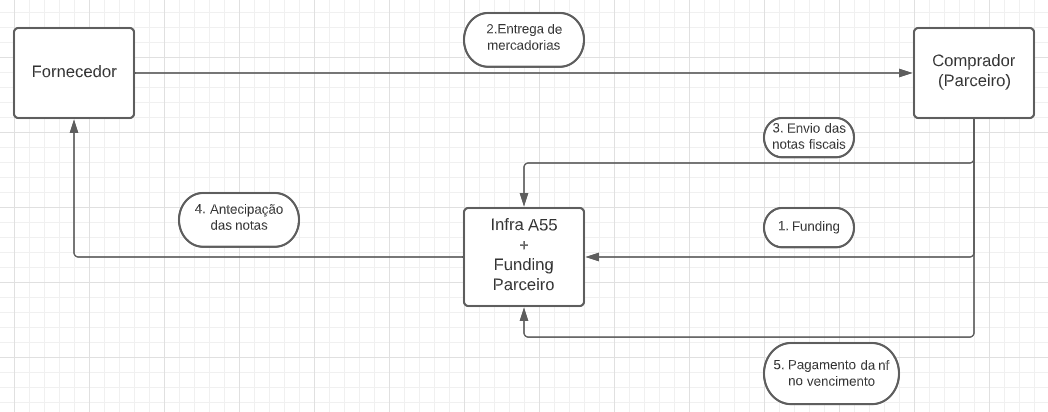 2.Entrega de
mercadorias
Fornecedor
Comprador
(Parceiro)
3. Envio das
notas fiscais
4. Antecipação
das notas
Infra A55
+
Funding
Parceiro
1. Funding
5. Pagamento da nf
no vencimento